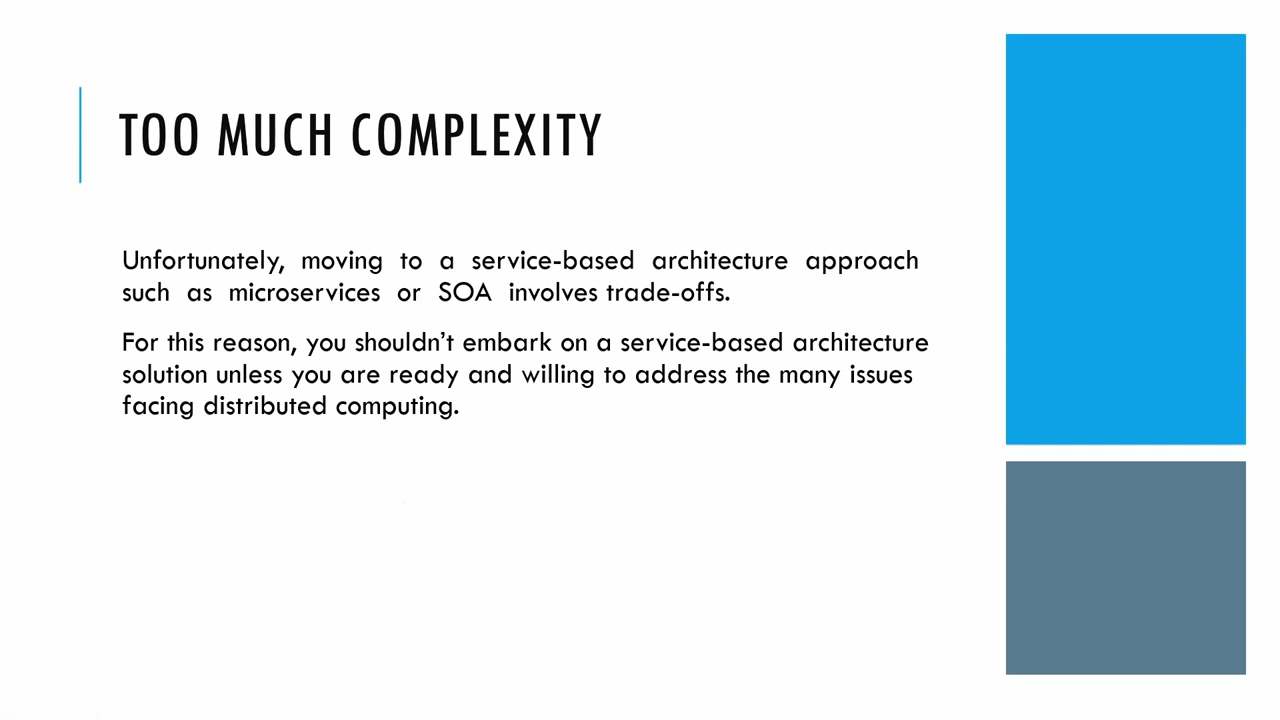 TOO MUCH COMPLEXITY
Unfortunately, moving to a service-based architecture approach
such as microservices or SOA involves trade-offs.
For this reason, you shouldn’t embark on a service-based architecture
solution unless you are ready and willing to address the many issues
facing distributed computing.